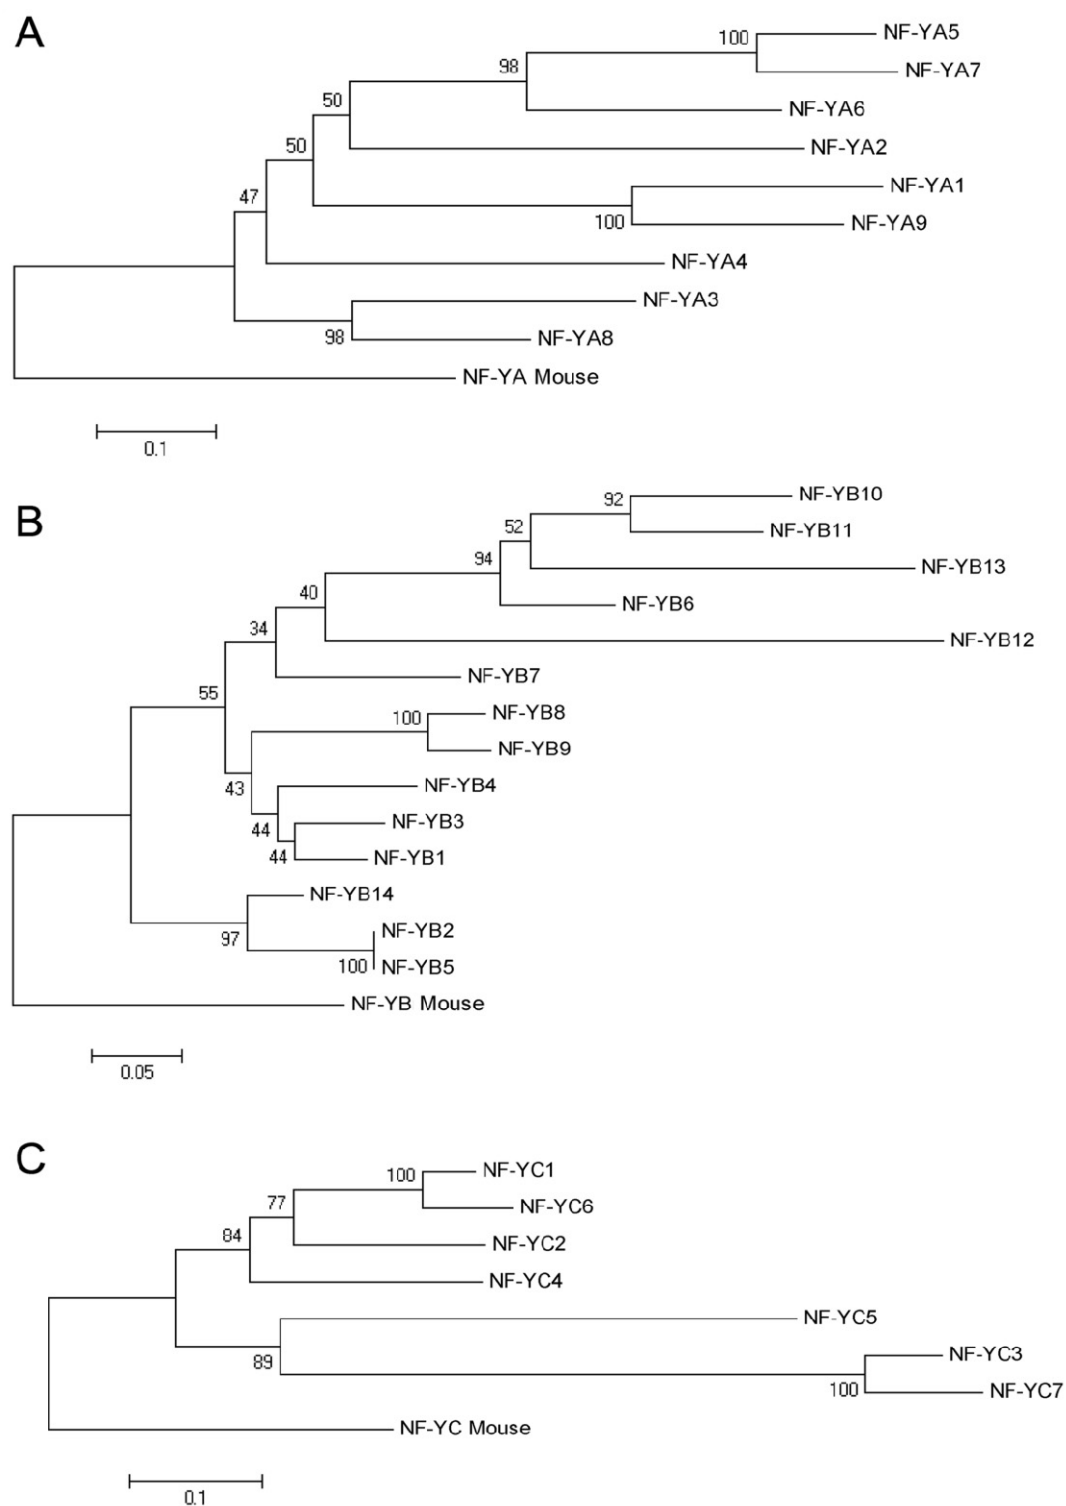 A
NF-YA5
100
NF-YA7
98
NF-YA6
50
NF-YA2
50
NF-YA1
47
100
NF-YA9
NF-YA4
NF-YA3
98
NF-YA8
NF-YA Mouse
0.1
B
NF-YB10
92
NF-YB11
52
NF-YB13
94
NF-YB6
40
NF-YB12
34
NF-YB7
55
NF-YB8
100
NF-YB9
43
NF-YB4
44
NF-YB3
44
NF-YB1
NF-YB14
97
NF-YB2
100
NF-YB5
NF-YB Mouse
0.05
C
NF-YC1
100
NF-YC6
77
NF-YC2
84
NF-YC4
NF-YC5
89
NF-YC3
100
NF-YC7
NF-YC Mouse
0.1